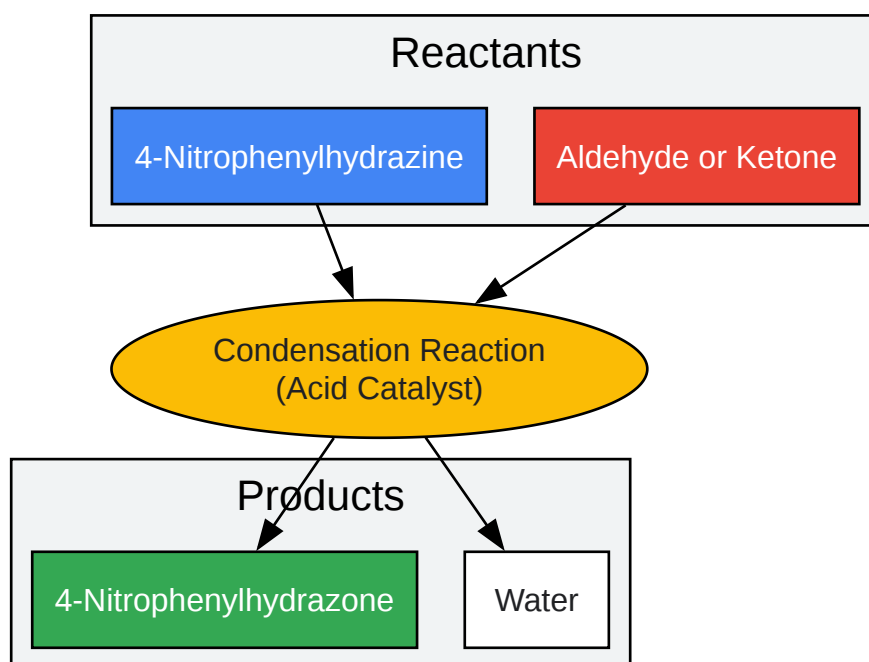 Reactants
4-Nitrophenylhydrazine
Aldehyde or Ketone
Condensation Reaction
(Acid Catalyst)
Products
4-Nitrophenylhydrazone
Water